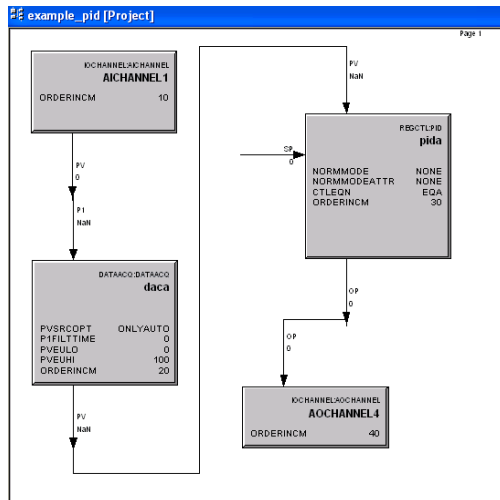 example_pid [Project]
Page 1
IOCHANNEL:AICHANNEL
AICHANNEL1
ORDERINCM 10
PV
0
P1
NaN
DATAACQ:DATAACQ
daca
PVSRCOPT ONLYAUTO
P1FILTTIME 0
PVEULO 0
PVEUHI 100
ORDERINCM 20
PV
NaN
PV
NaN
SP
0
REGCTL:PID
pida
NORMMODE NONE
NORMMODEATTR NONE
CTLEQN EQA
ORDERINCM 30
OP
0
OP
0
IOCHANNEL:AOCHANNEL
AOCHANNEL4
ORDERINCM 40